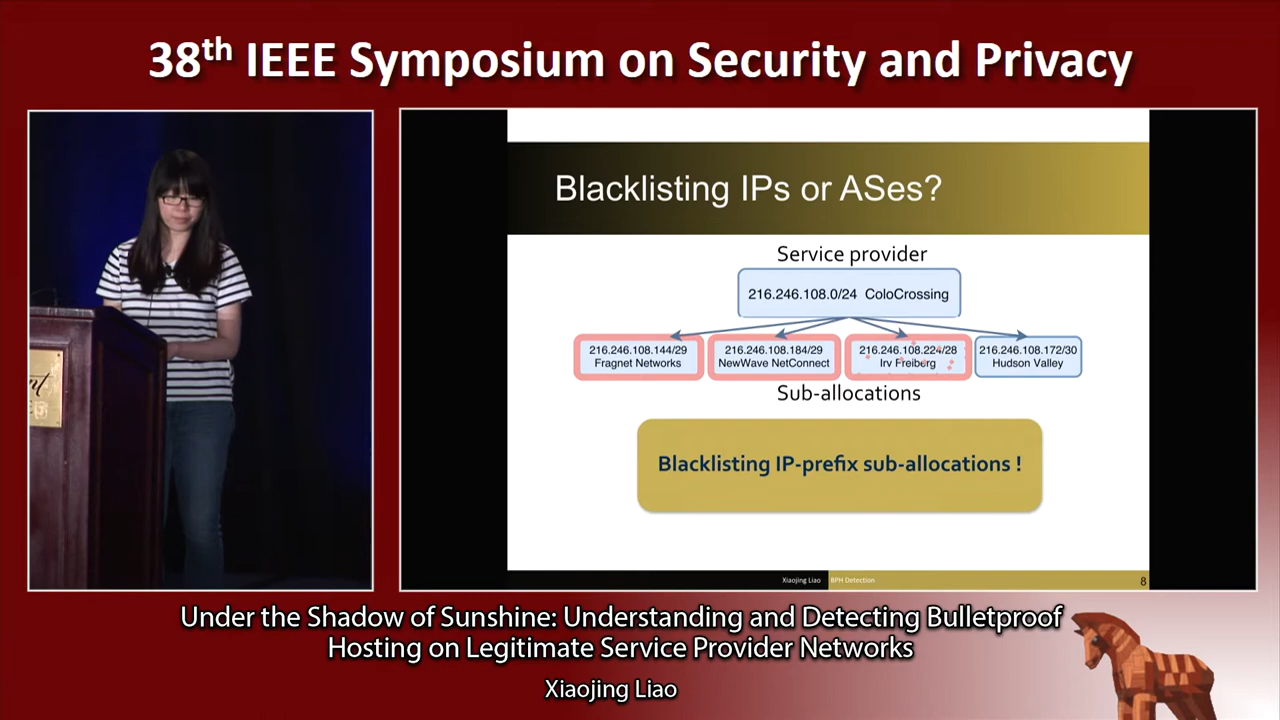 38th IEEE Symposium on Security and Privacy
Blacklisting IPs or ASes?
Service provider
216.246.108.0/24 ColoCrossing
216.246.108.144/29
Fragnet Networks
216.246.108.184/29
NewWave NetConnect
216.246.108.224/28
Irv Freiberg
216.246.108.172/30
Hudson Valley
Sub-allocations
Blacklisting IP-prefix sub-allocations !
Xiaojing Liao
BPH Detection
8
Under the Shadow of Sunshine: Understanding and Detecting Bulletproof
Hosting on Legitimate Service Provider Networks
Xiaojing Liao